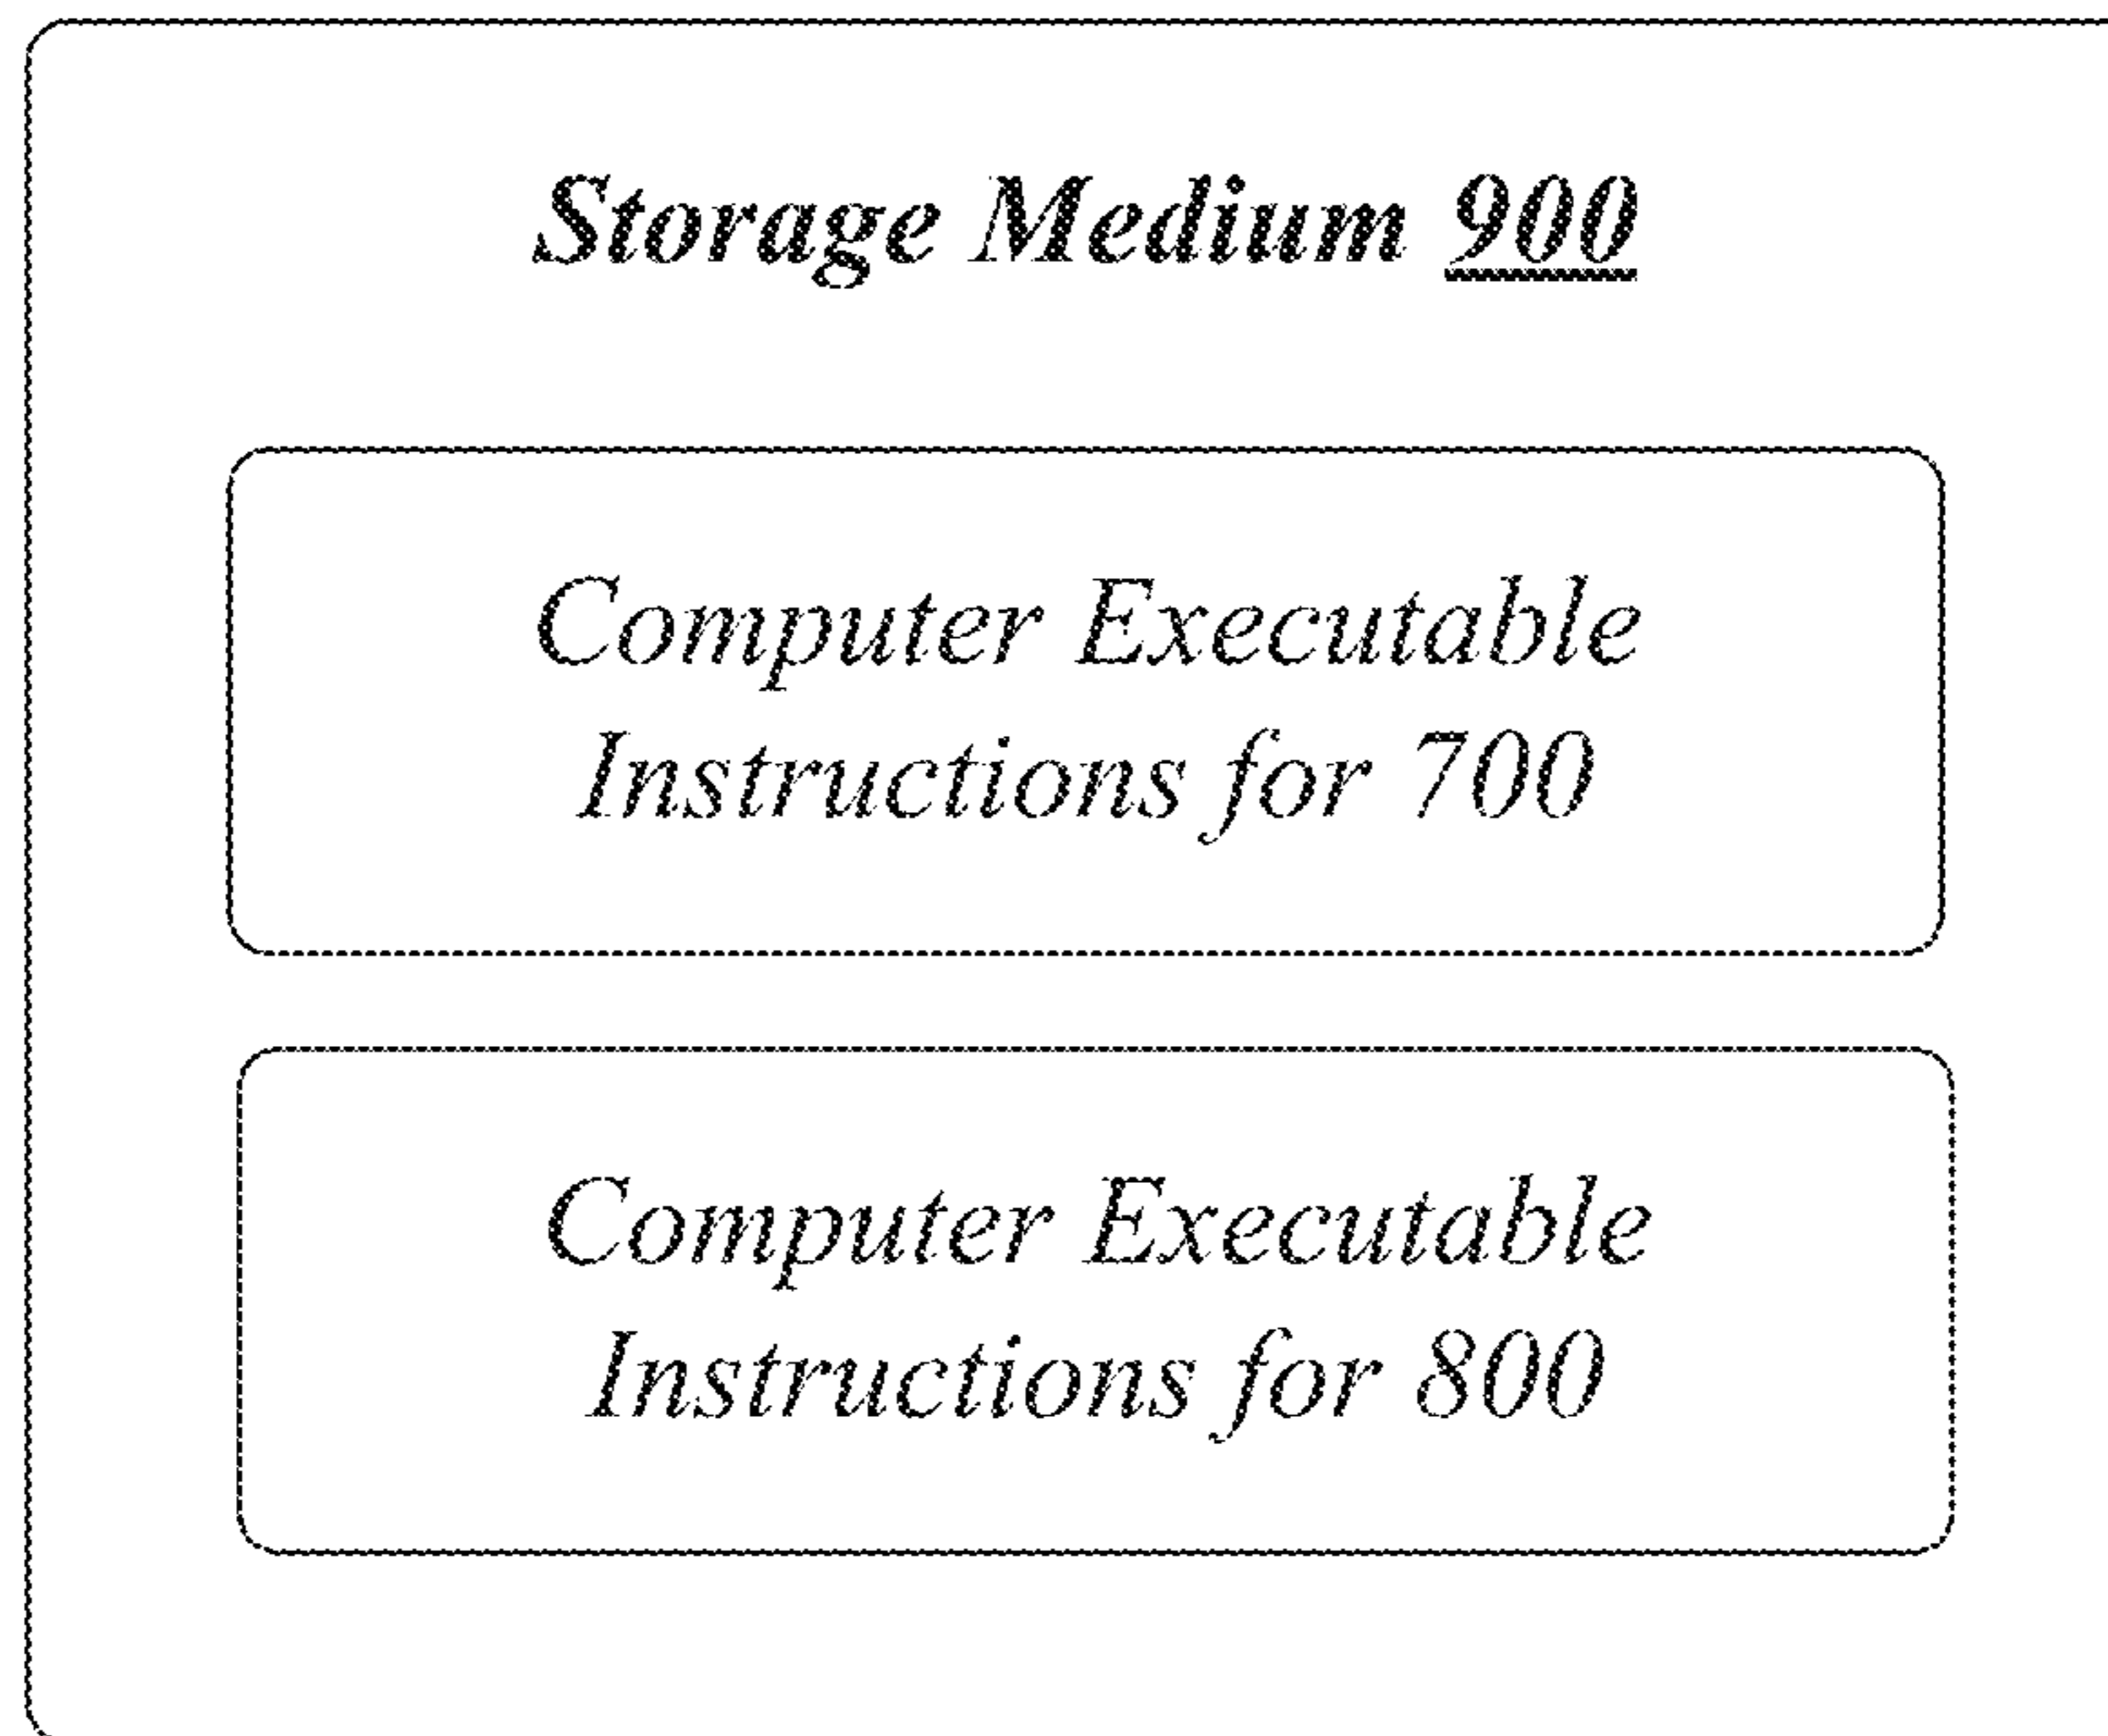 Storage Medium 900
Computer Executable
Instructions for 700
Computer Executable
Instructions for 800